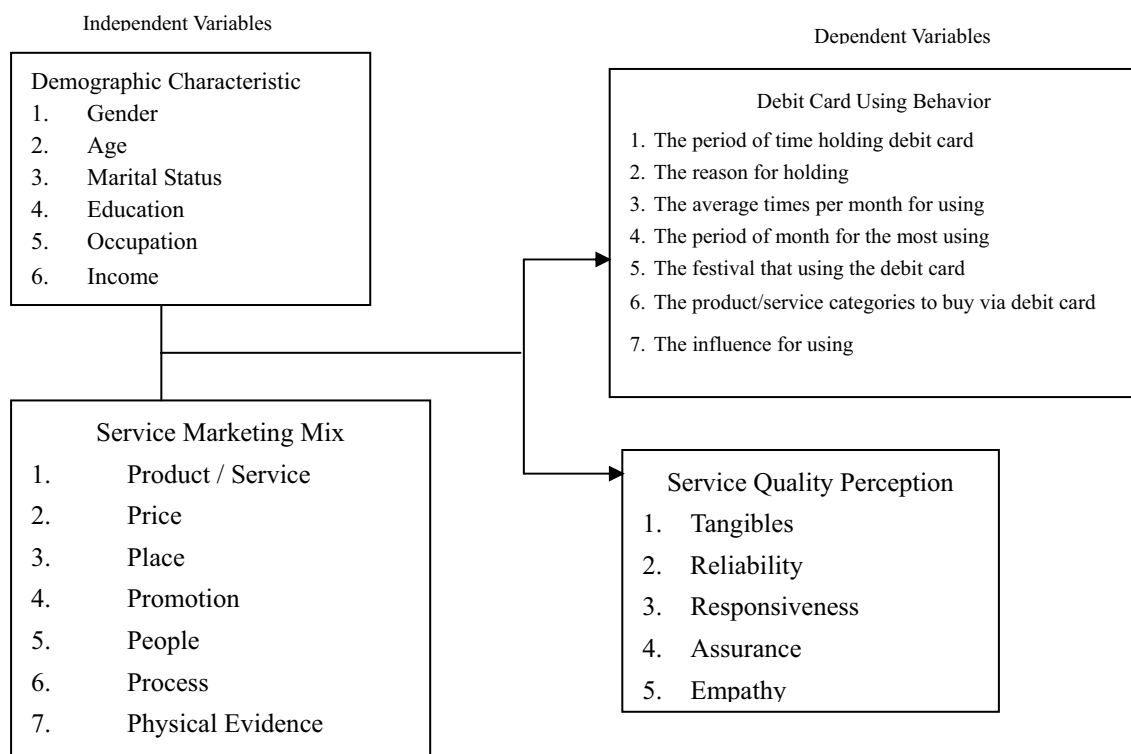 Independent Variables
Demographic Characteristic
1. Gender
2. Age
3. Marital Status
4. Education
5. Occupation
6. Income
Service Marketing Mix
1. Product / Service
2. Price
3. Place
4. Promotion
5. People
6. Process
7. Physical Evidence
Dependent Variables
Debit Card Using Behavior
1. The period of time holding debit card
2. The reason for holding
3. The average times per month for using
4. The period of month for the most using
5. The festival that using the debit card
6. The product/service categories to buy via debit card
7. The influence for using
Service Quality Perception
1. Tangibles
2. Reliability
3. Responsiveness
4. Assurance
5. Empathy